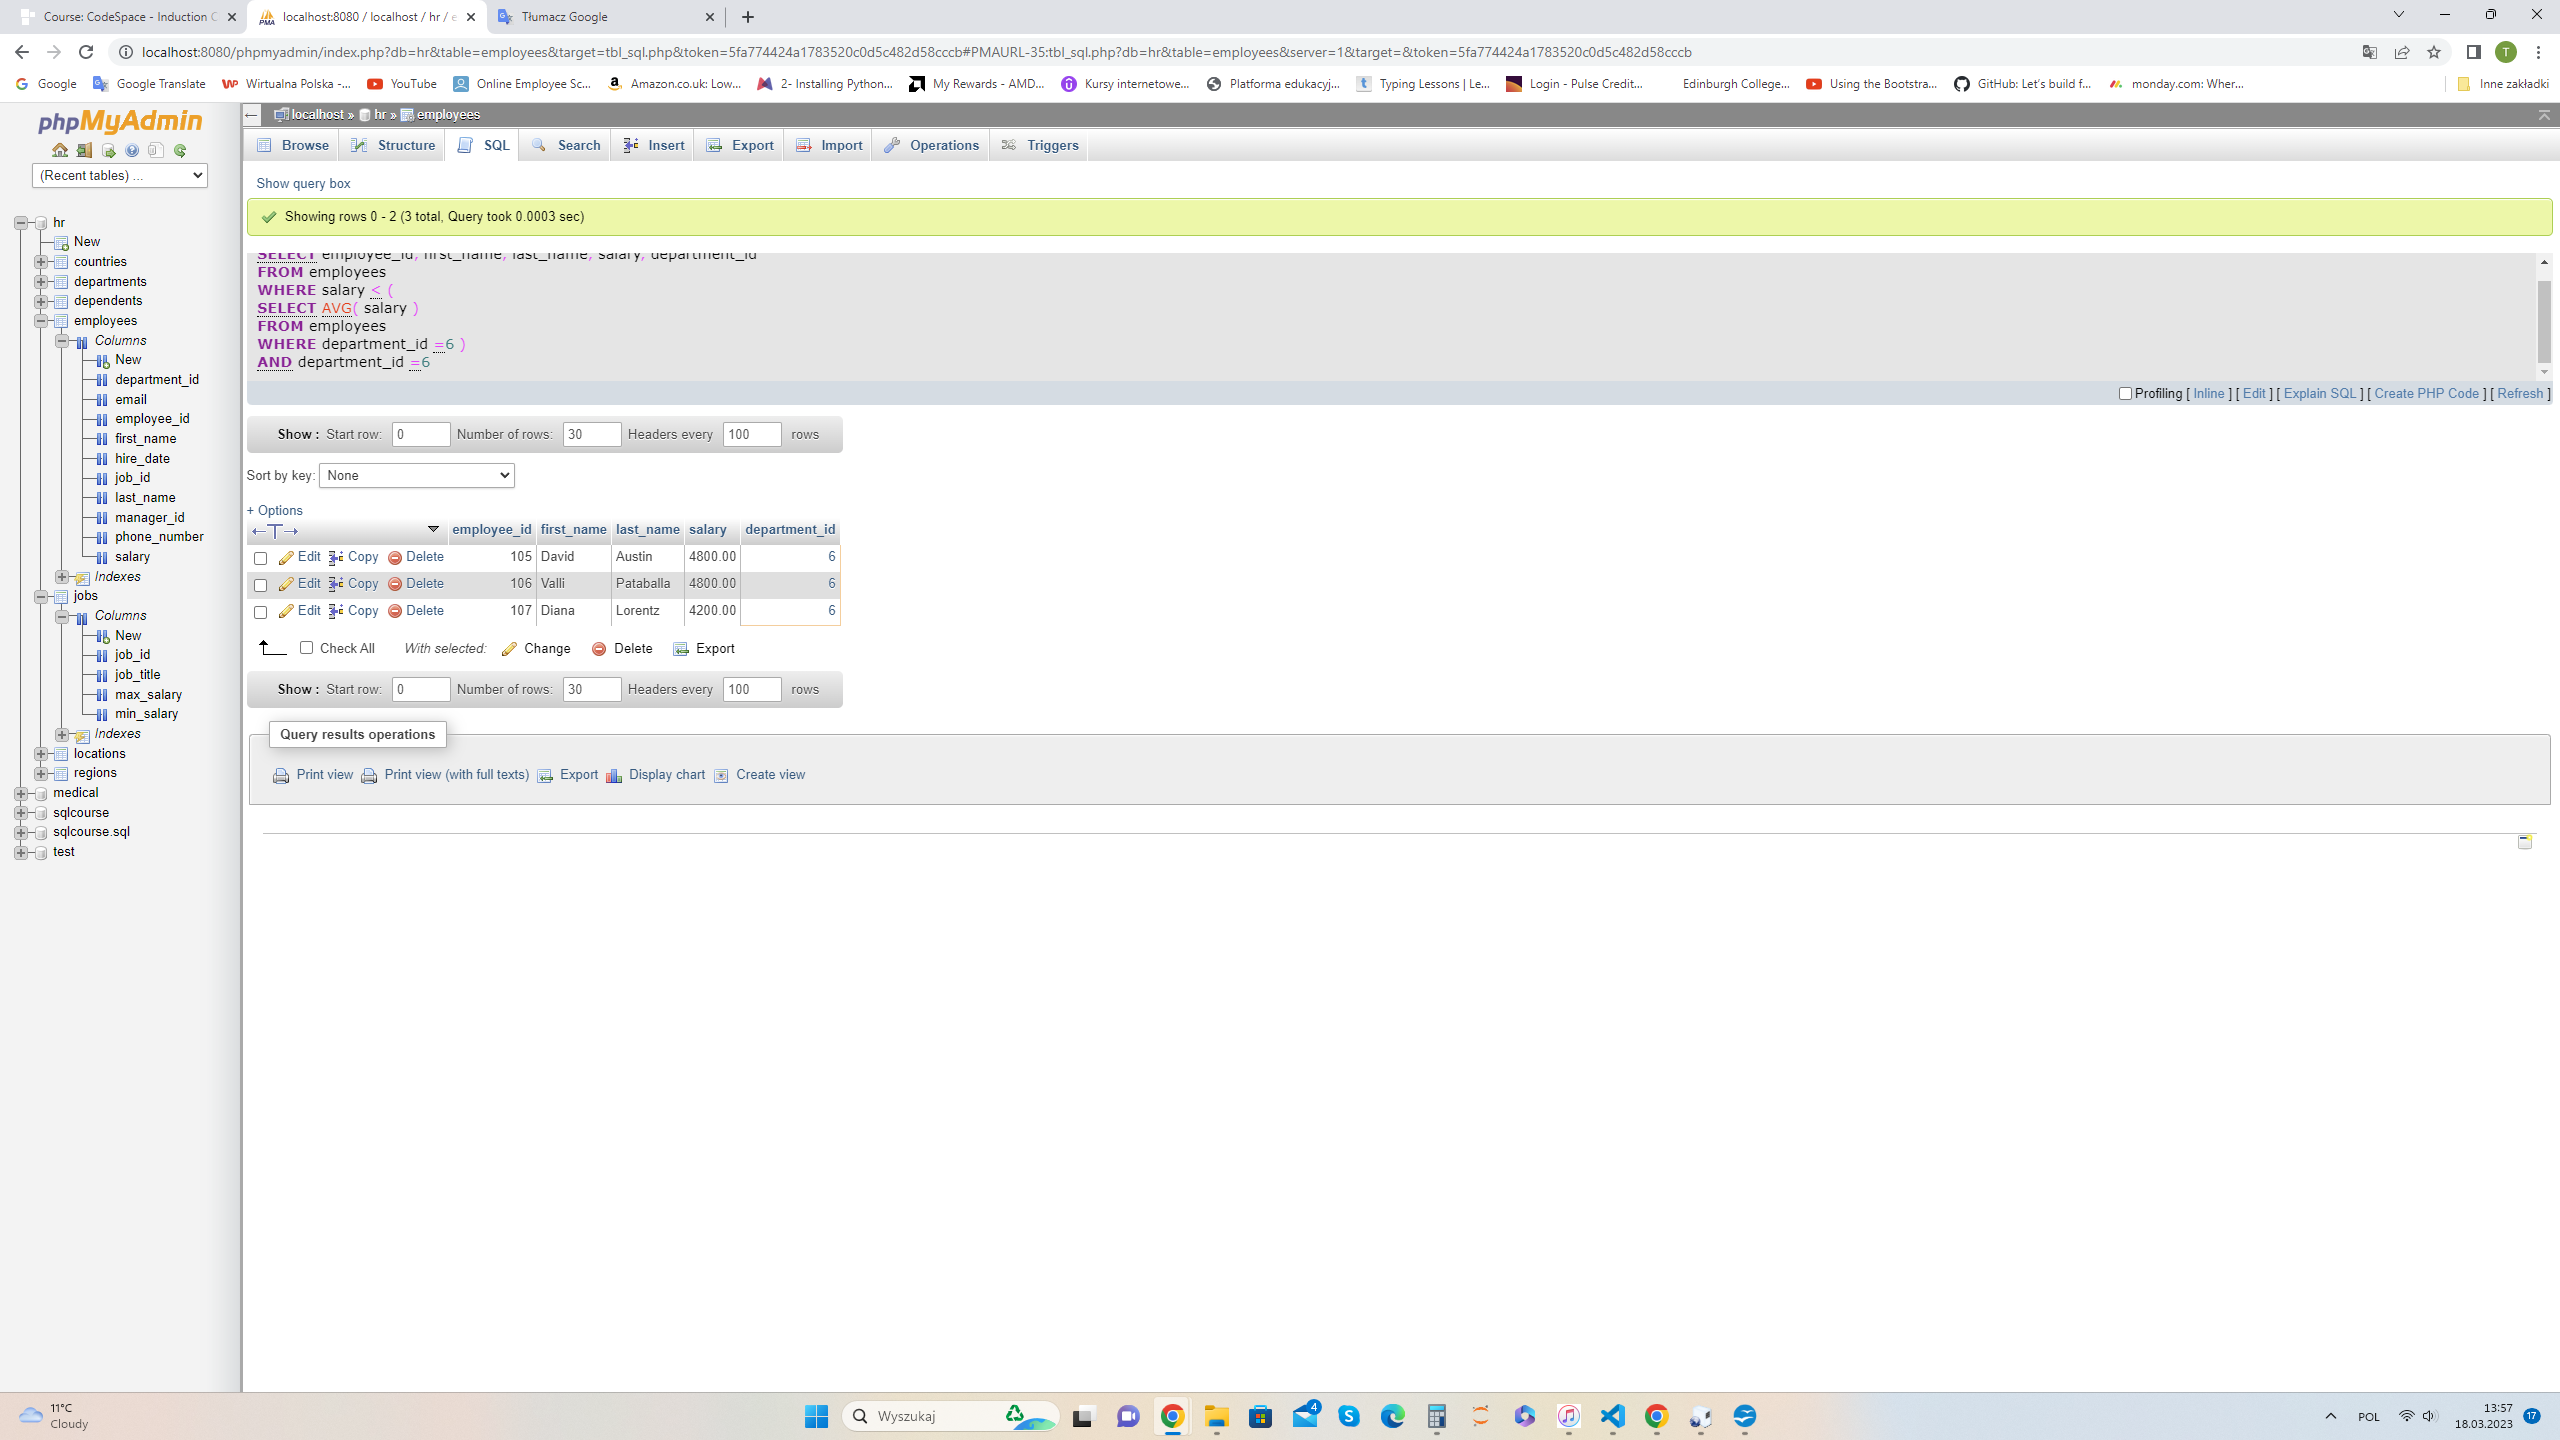 Course: CodeSpace - Induction C
localhost:8080 / localhost / hr / e
Tłumacz Google
localhost:8080/phpmyadmin/index.php?db=hr&table=employees&target=tbl_sql.php&token=5fa774424a1783520c0d5c482d58cccb#PMAURL-35:tbl_sql.php?db=hr&table=employees&server=1&target=&token=5fa774424a1783520c0d5c482d58cccb
T
Google
Google Translate
Wirtualna Polska -...
YouTube
Online Employee Sc...
Amazon.co.uk: Low...
2- Installing Python...
My Rewards - AMD...
Kursy internetowe...
Platforma edukacyj...
Typing Lessons | Le...
Login - Pulse Credit...
Edinburgh College...
Using the Bootstra...
GitHub: Let's build f...
monday.com: Wher...
Inne zakładki
phpMyAdmin
(Recent tables) ...
hr
New
countries
departments
dependents
employees
Columns
New
department_id
email
employee_id
first_name
hire_date
job_id
last_name
manager_id
phone_number
salary
Indexes
jobs
Columns
New
job_id
job_title
max_salary
min_salary
Indexes
locations
regions
medical
sqlcourse
sqlcourse.sql
test
localhost » hr » employees
Browse Structure SQL Search Insert Export Import Operations Triggers
Show query box
Showing rows 0 - 2 (3 total, Query took 0.0003 sec)
SELECT employee_id, first_name, last_name, salary, department_id
FROM employees
WHERE salary < (
SELECT AVG( salary )
FROM employees
WHERE department_id =6 )
AND department_id =6
Profiling [ Inline ] [ Edit ] [ Explain SQL ] [ Create PHP Code ] [ Refresh ]
Show : Start row: 0 Number of rows: 30 Headers every 100 rows
Sort by key: None
+ Options
employee_id first_name last_name salary department_id
Edit Copy Delete 105 David Austin 4800.00 6
Edit Copy Delete 106 Valli Pataballa 4800.00 6
Edit Copy Delete 107 Diana Lorentz 4200.00 6
Check All With selected: Change Delete Export
Show : Start row: 0 Number of rows: 30 Headers every 100 rows
Query results operations
Print view Print view (with full texts) Export Display chart Create view
11°C
Cloudy
Wyszukaj
4
POL
13:57
18.03.2023
17